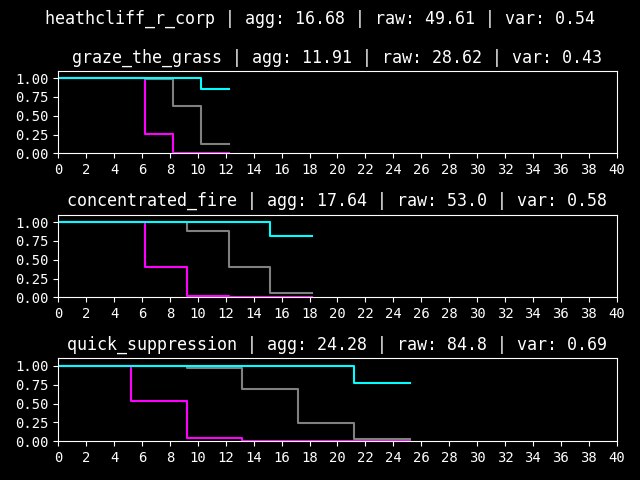 heathcliff_r_corp | agg: 16.68 | raw: 49.61 | var: 0.54
graze_the_grass | agg: 11.91 | raw: 28.62 | var: 0.43
1.00
0.75
0.50
0.25
0.00
0 2 4 6 8 10 12 14 16 18 20 22 24 26 28 30 32 34 36 38 40
concentrated_fire | agg: 17.64 | raw: 53.0 | var: 0.58
1.00
0.75
0.50
0.25
0.00
0 2 4 6 8 10 12 14 16 18 20 22 24 26 28 30 32 34 36 38 40
quick_suppression | agg: 24.28 | raw: 84.8 | var: 0.69
1.00
0.75
0.50
0.25
0.00
0 2 4 6 8 10 12 14 16 18 20 22 24 26 28 30 32 34 36 38 40